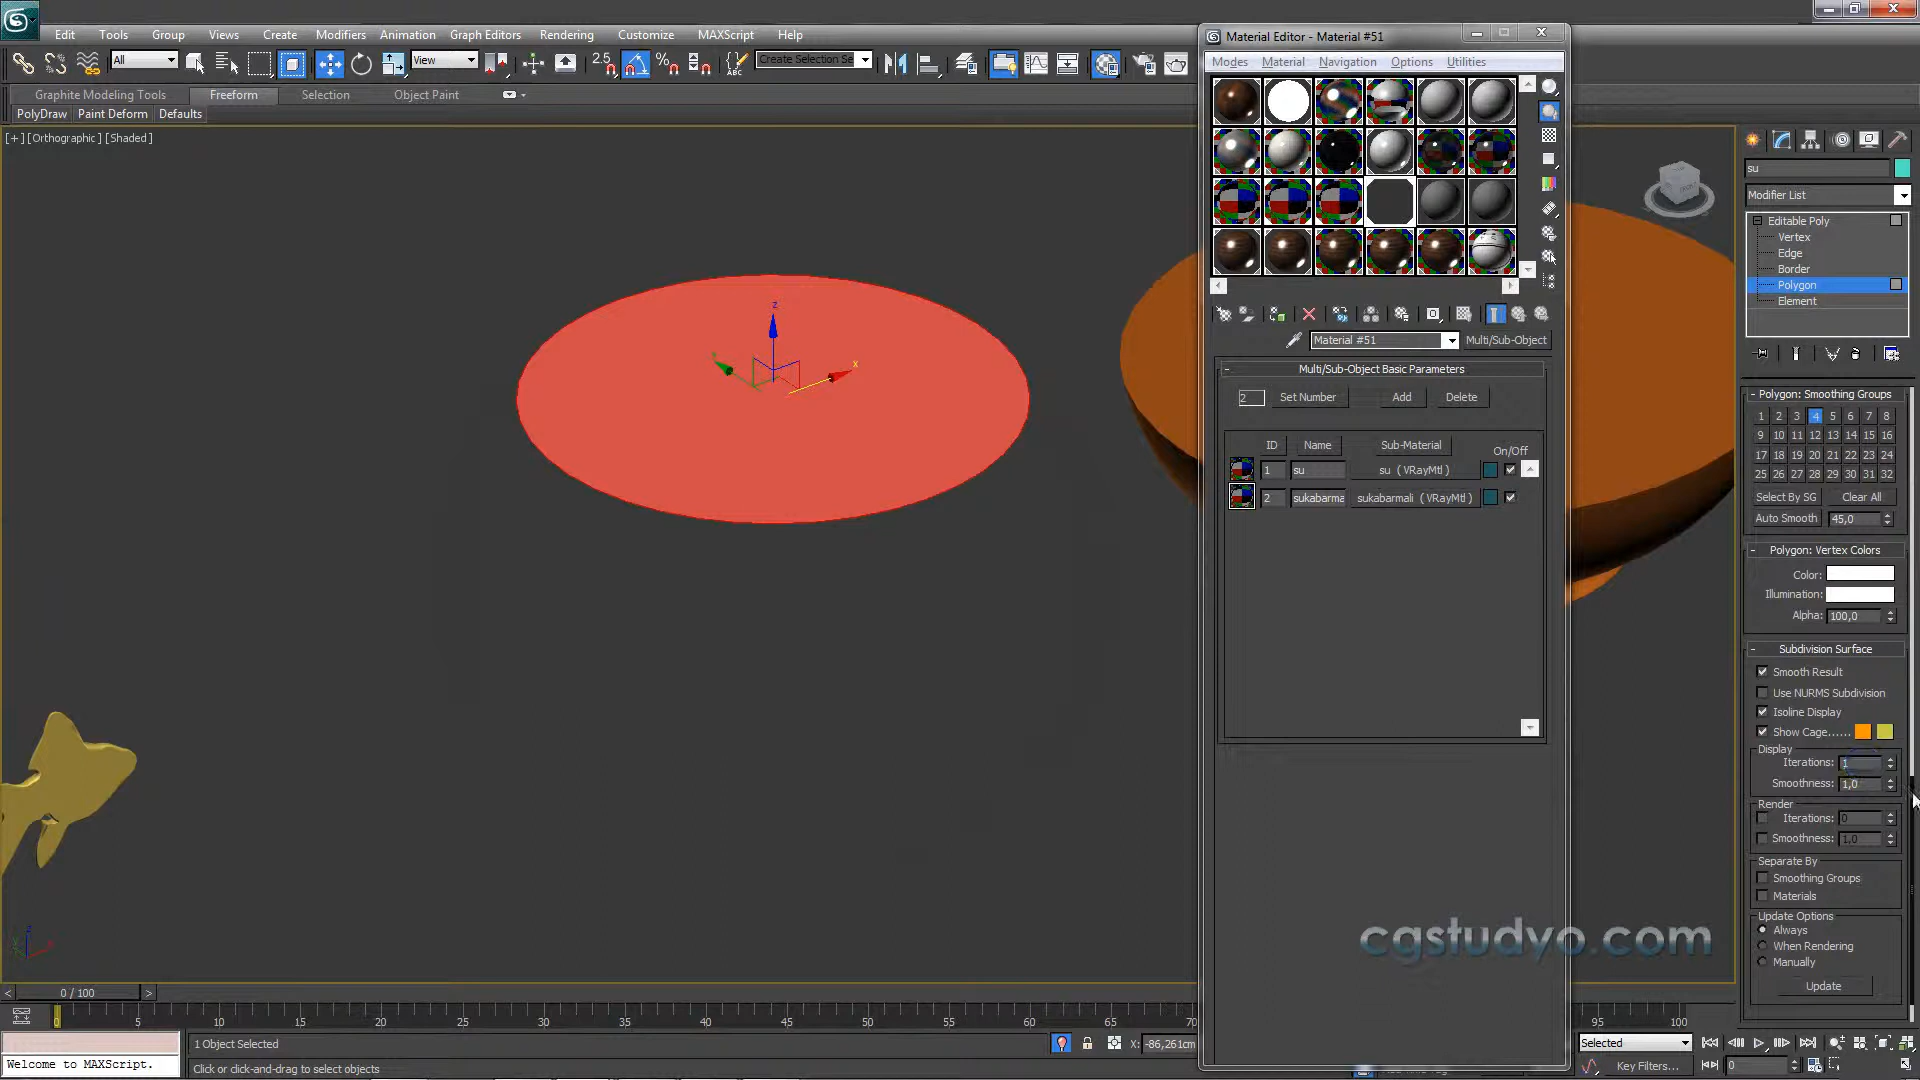 Edit Tools Group Views Create Modifiers Animation Graph Editors Rendering Customize MAXScript Help
All View 2.5 Create Selection Se
Graphite Modeling Tools Freeform Selection Object Paint
PolyDraw Paint Deform Defaults
[+] [Orthographic] [Shaded]
z
x
Material Editor - Material #51
Modes Material Navigation Options Utilities
Material #51 Multi/Sub-Object
Multi/Sub-Object Basic Parameters
2 Set Number Add Delete
ID Name Sub-Material On/Off
1 su su ( VRayMtl )
2 sukabarma sukabarmali ( VRayMtl )
su
Modifier List
Editable Poly
Vertex
Edge
Border
Polygon
Element
Polygon: Smoothing Groups
1 2 3 4 5 6 7 8
9 10 11 12 13 14 15 16
17 18 19 20 21 22 23 24
25 26 27 28 29 30 31 32
Select By SG Clear All
Auto Smooth 45,0
Polygon: Vertex Colors
Color:
Illumination:
Alpha: 100,0
Subdivision Surface
Smooth Result
Use NURMS Subdivision
Isoline Display
Show Cage......
Display
Iterations: 1
Smoothness: 1,0
Render
Iterations: 0
Smoothness: 1,0
Separate By
Smoothing Groups
Materials
Update Options
Always
When Rendering
Manually
Update
cgstudyo.com
0 / 100
0 5 10 15 20 25 30 35 40 45 50 55 60 65 70 95 100
Welcome to MAXScript.
1 Object Selected X: -86,261cm
Click or click-and-drag to select objects
Selected
Key Filters... 0